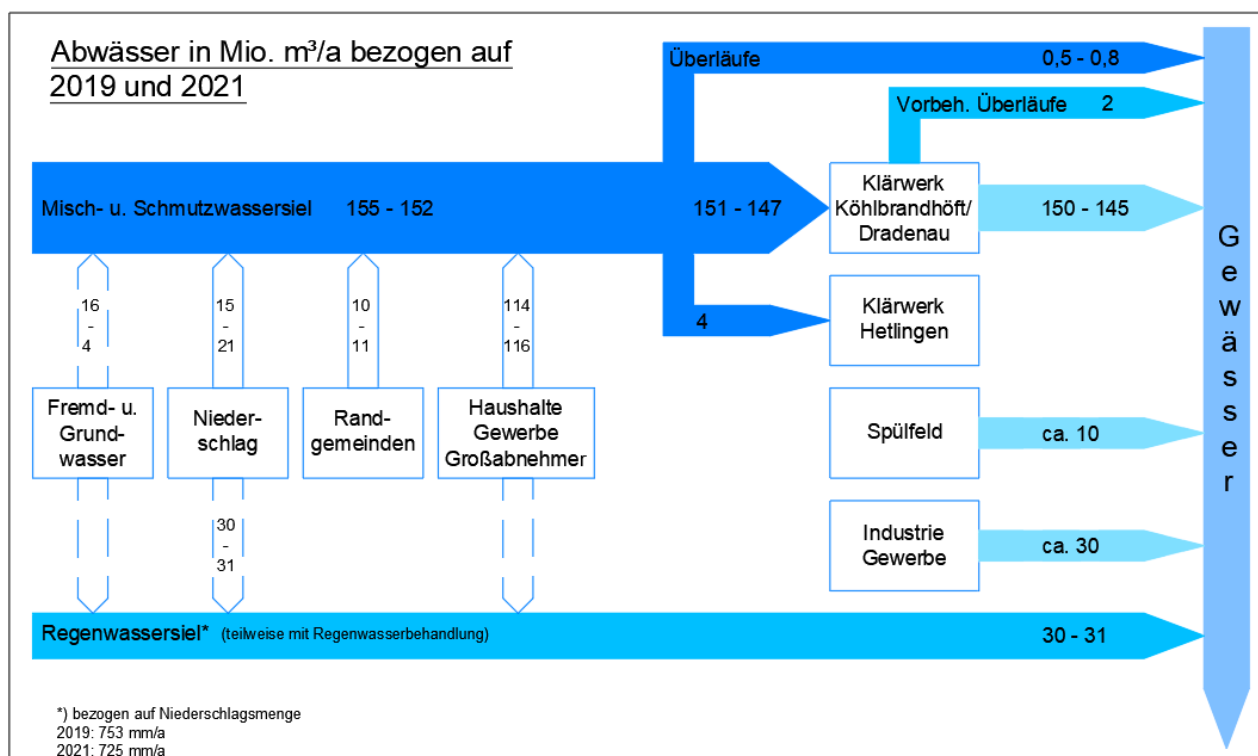 Abwässer in Mio. m³/a bezogen auf
2019 und 2021
Überläufe
0,5 - 0,8
Vorbeh. Überläufe 2
Misch- u. Schmutzwassersiel 155 - 152
151 - 147
Klärwerk
Köhlbrandhöft/
Dradenau
150 - 145
4
Klärwerk
Hetlingen
16
-
4
15
-
21
10
-
11
114
-
116
Fremd- u.
Grund-
wasser
Nieder-
schlag
Rand-
gemeinden
Haushalte
Gewerbe
Großabnehmer
Spülfeld
ca. 10
30
-
31
Industrie
Gewerbe
ca. 30
Regenwassersiel* (teilweise mit Regenwasserbehandlung)
30 - 31
G
e
w
ä
s
s
e
r
*) bezogen auf Niederschlagsmenge
2019: 753 mm/a
2021: 725 mm/a